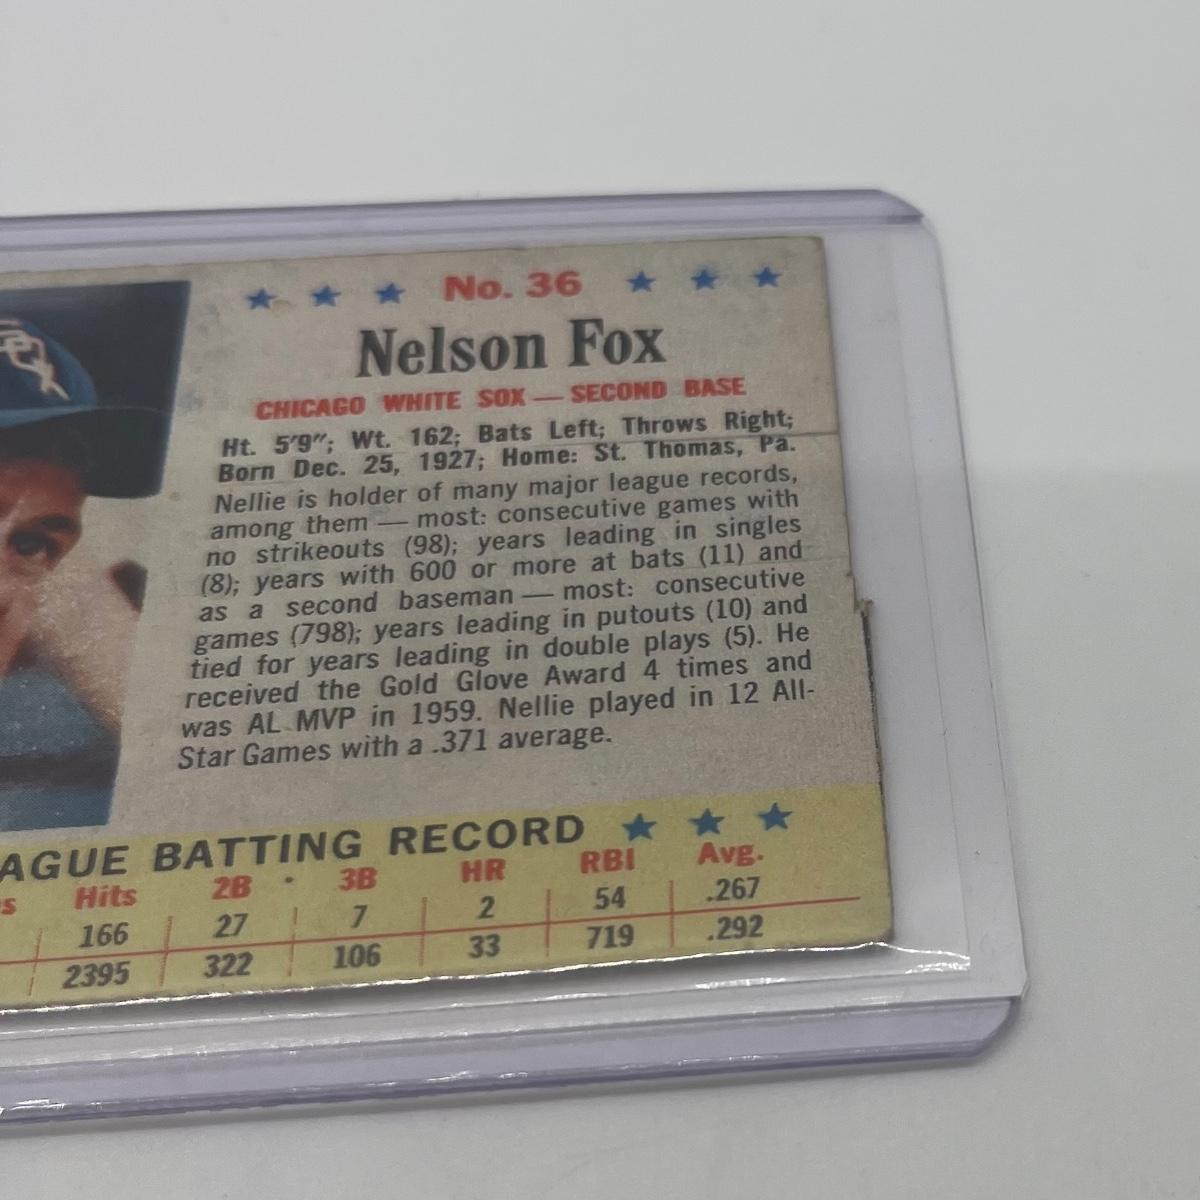 No. 36
Nelson Fox
CHICAGO WHITE SOX — SECOND BASE
Ht. 5'9"; Wt. 162; Bats Left; Throws Right;
Born Dec. 25, 1927; Home: St. Thomas, Pa.
Nellie is holder of many major league records,
among them — most: consecutive games with
no strikeouts (98); years leading in singles
(8); years with 600 or more at bats (11) and
as a second baseman — most: consecutive
games (798); years leading in putouts (10) and
tied for years leading in double plays (5). He
received the Gold Glove Award 4 times and
was AL MVP in 1959. Nellie played in 12 All-
Star Games with a .371 average.
AGUE BATTING RECORD
s Hits 2B 3B HR RBI Avg.
166 27 7 2 54 .267
2395 322 106 33 719 .292